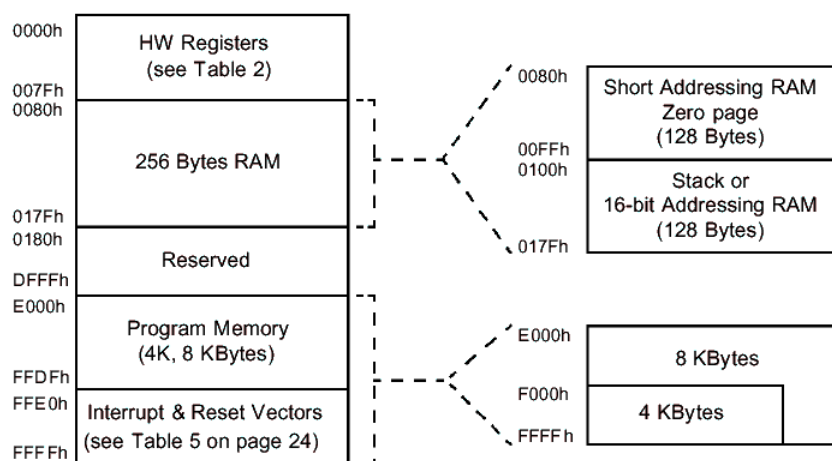 0000h
HW Registers
(see Table 2)
007Fh
0080h
256 Bytes RAM
017Fh
0180h
Reserved
DFFFh
E000h
Program Memory
(4K, 8 KBytes)
FFDFh
FFE0h
Interrupt & Reset Vectors
(see Table 5 on page 24)
FFFFh
0080h
Short Addressing RAM
Zero page
(128 Bytes)
00FFh
0100h
Stack or
16-bit Addressing RAM
(128 Bytes)
017Fh
E000h
8 KBytes
F000h
4 KBytes
FFFFh